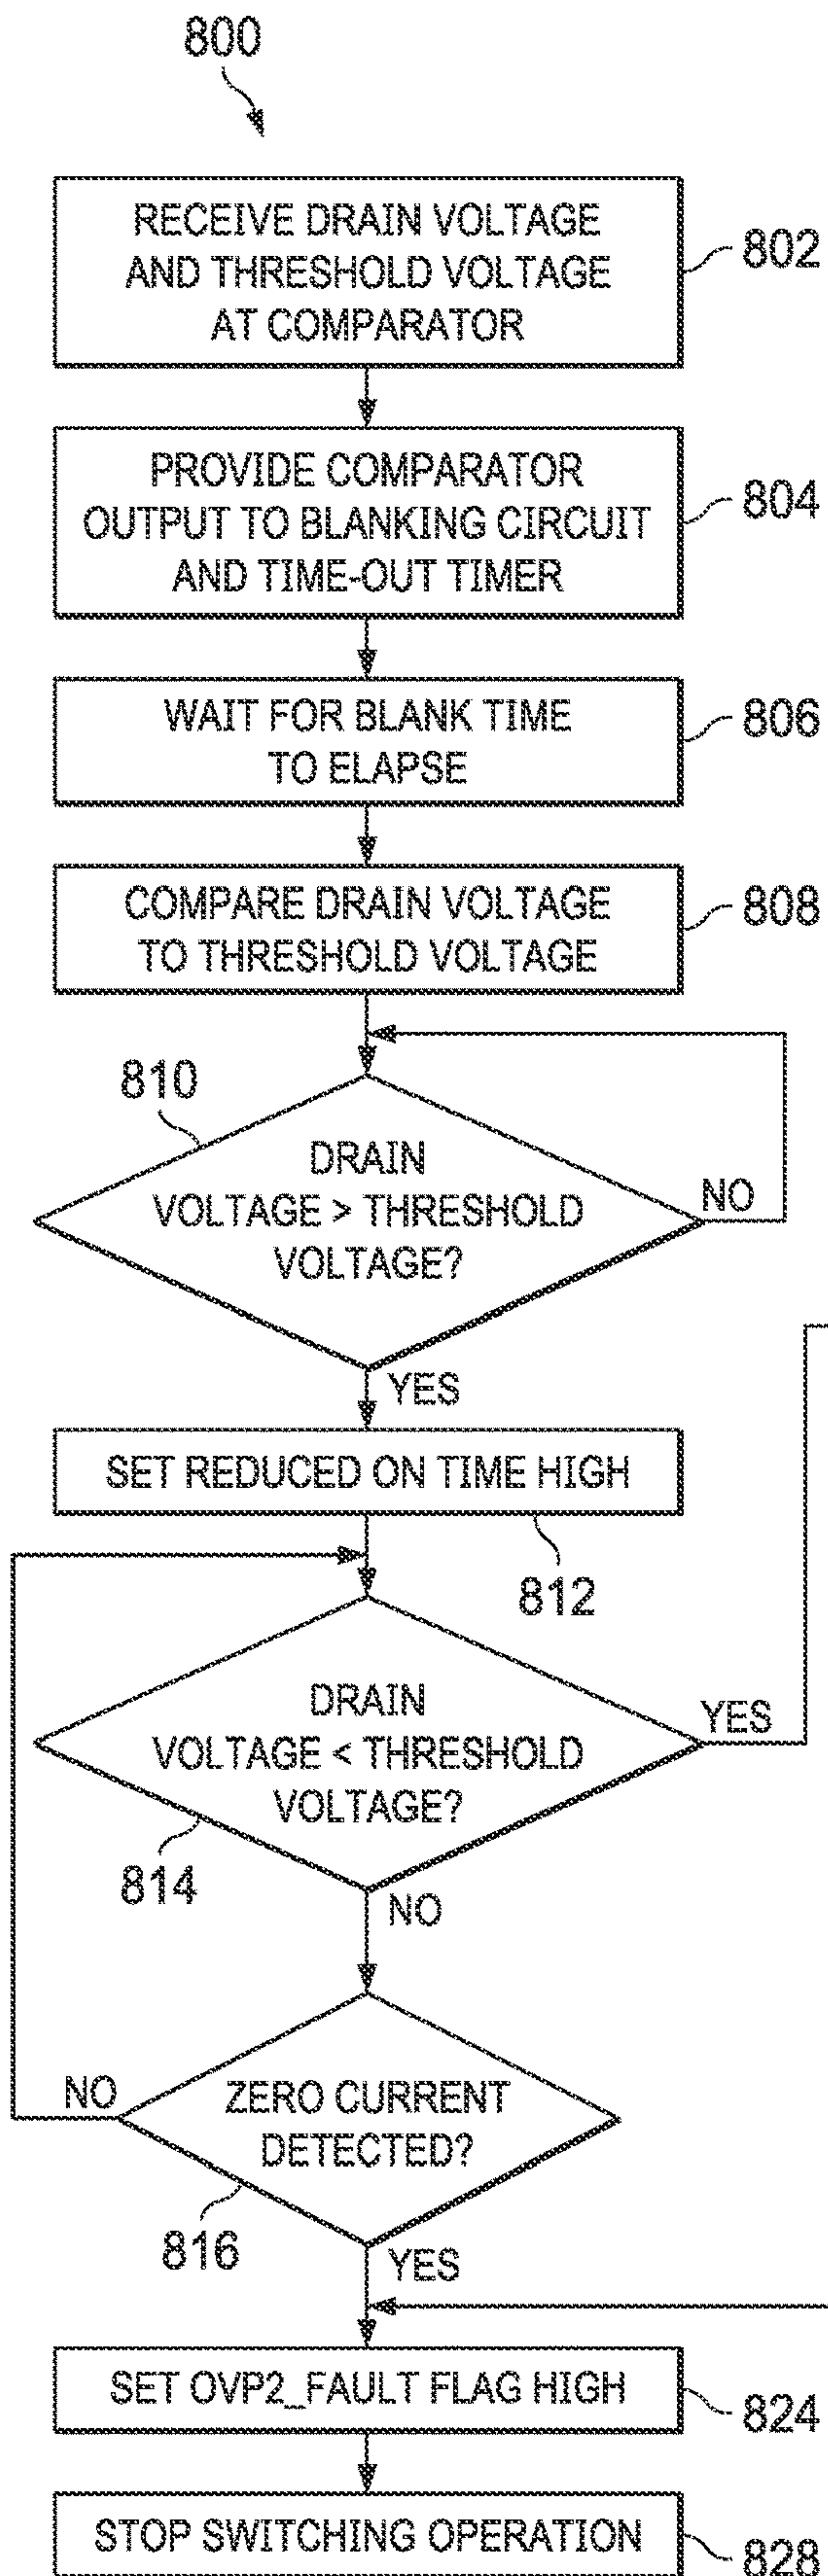 800
RECEIVE DRAIN VOLTAGE
AND THRESHOLD VOLTAGE
AT COMPARATOR
802
PROVIDE COMPARATOR
OUTPUT TO BLANKING CIRCUIT
AND TIME-OUT TIMER
804
WAIT FOR BLANK TIME
TO ELAPSE
806
COMPARE DRAIN VOLTAGE
TO THRESHOLD VOLTAGE
808
810
DRAIN
VOLTAGE > THRESHOLD
VOLTAGE?
NO
YES
SET REDUCED ON TIME HIGH
812
DRAIN
VOLTAGE < THRESHOLD
VOLTAGE?
YES
814
NO
ZERO CURRENT
DETECTED?
NO
816
YES
SET OVP2_FAULT FLAG HIGH
824
STOP SWITCHING OPERATION
828